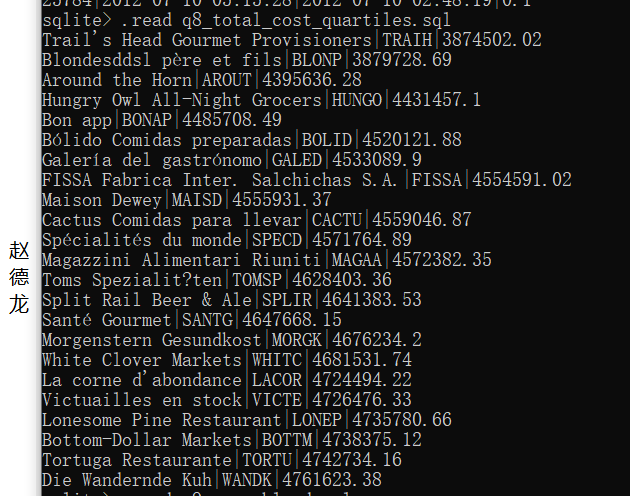 25784|2012-07-10 03:15:28|2012-07-10 02:48:19|0.1
sqlite> .read q8_total_cost_quartiles.sql
Trail's Head Gourmet Provisioners|TRAIH|3874502.02
Blondesddsl père et fils|BLONP|3879728.69
Around the Horn|AROUT|4395636.28
Hungry Owl All-Night Grocers|HUNGO|4431457.1
Bon app|BONAP|4485708.49
Bólido Comidas preparadas|BOLID|4520121.88
Galería del gastrónomo|GALED|4533089.9
FISSA Fabrica Inter. Salchichas S.A.|FISSA|4554591.02
Maison Dewey|MAISD|4555931.37
Cactus Comidas para llevar|CACTU|4559046.87
Spécialités du monde|SPECD|4571764.89
Magazzini Alimentari Riuniti|MAGAA|4572382.35
Toms Spezialit?ten|TOMSP|4628403.36
Split Rail Beer & Ale|SPLIR|4641383.53
Santé Gourmet|SANTG|4647668.15
Morgenstern Gesundkost|MORGK|4676234.2
White Clover Markets|WHITC|4681531.74
La corne d'abondance|LACOR|4724494.22
Victuailles en stock|VICTE|4726476.33
Lonesome Pine Restaurant|LONEP|4735780.66
Bottom-Dollar Markets|BOTTM|4738375.12
Tortuga Restaurante|TORTU|4742734.16
Die Wandernde Kuh|WANDK|4761623.38
赵德龙